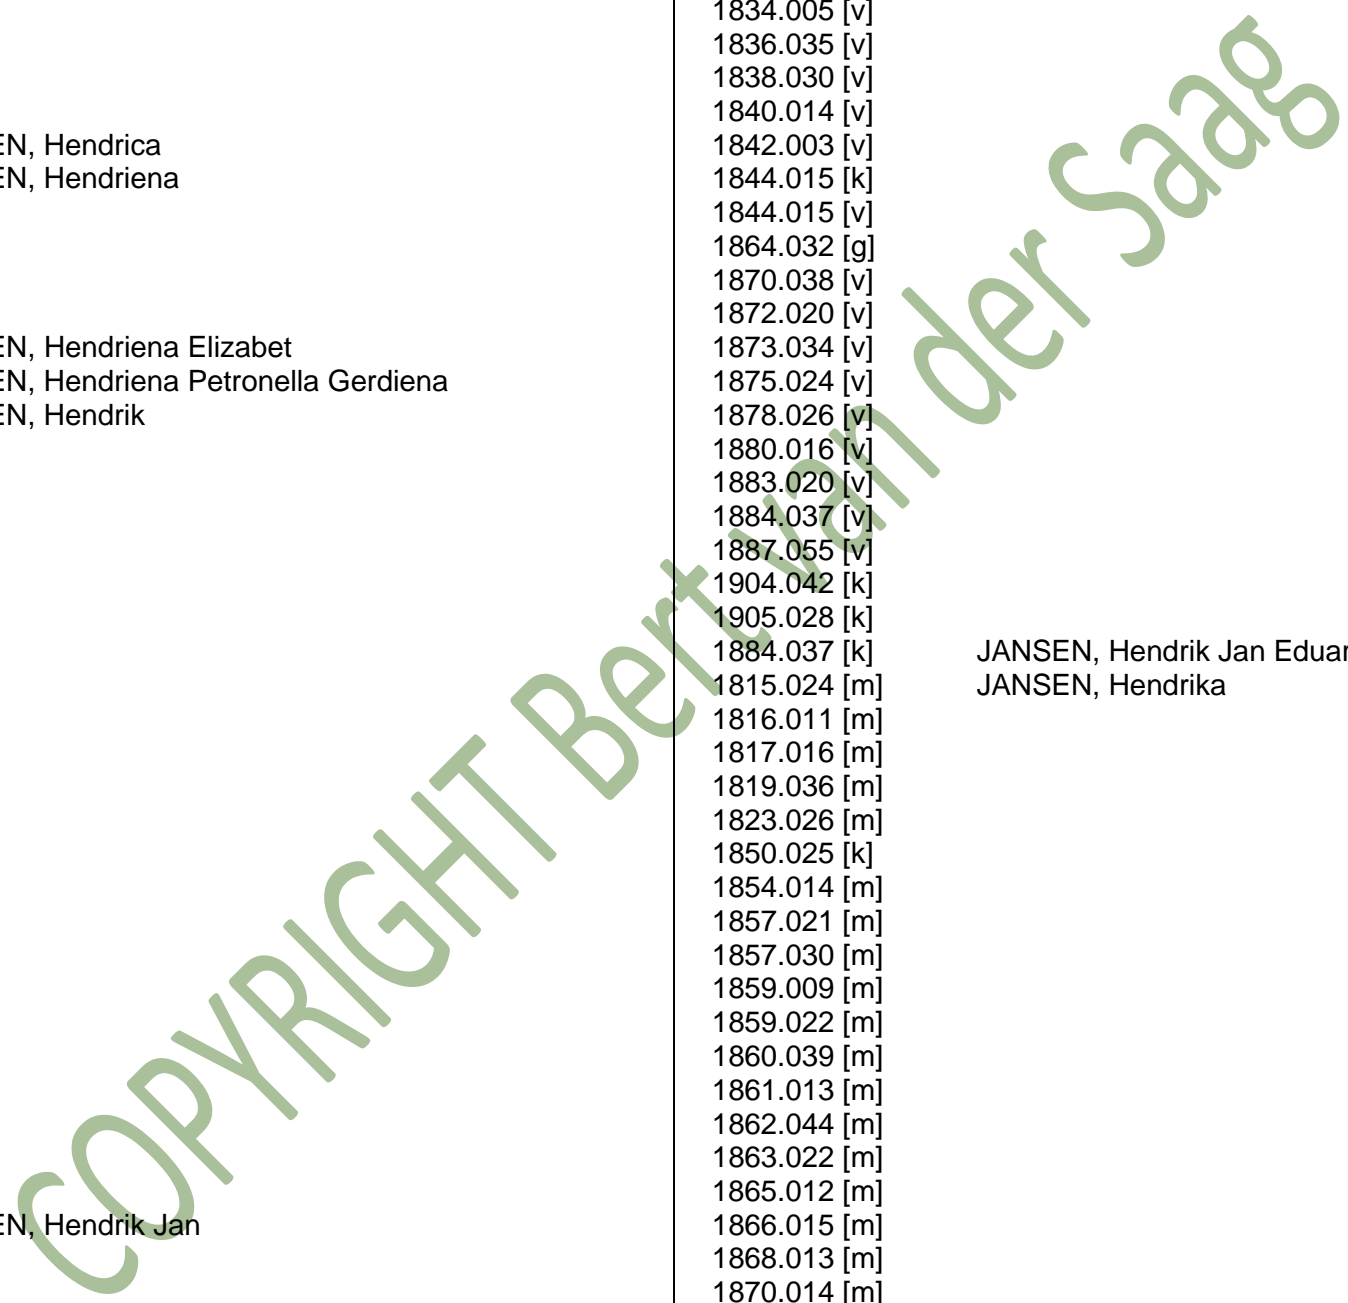 EN, Hendrica
EN, Hendriena
EN, Hendriena Elizabet
EN, Hendriena Petronella Gerdiena
EN, Hendrik
EN, Hendrik Jan
1834.005 [v]
1836.035 [v]
1838.030 [v]
1840.014 [v]
1842.003 [v]
1844.015 [k]
1844.015 [v]
1864.032 [g]
1870.038 [v]
1872.020 [v]
1873.034 [v]
1875.024 [v]
1878.026 [v]
1880.016 [v]
1883.020 [v]
1884.037 [v]
1887.055 [v]
1904.042 [k]
1905.028 [k]
1884.037 [k] JANSEN, Hendrik Jan Eduar
1815.024 [m] JANSEN, Hendrika
1816.011 [m]
1817.016 [m]
1819.036 [m]
1823.026 [m]
1850.025 [k]
1854.014 [m]
1857.021 [m]
1857.030 [m]
1859.009 [m]
1859.022 [m]
1860.039 [m]
1861.013 [m]
1862.044 [m]
1863.022 [m]
1865.012 [m]
1866.015 [m]
1868.013 [m]
1870.014 [m]
COPYRIGHT Bert van der Saag